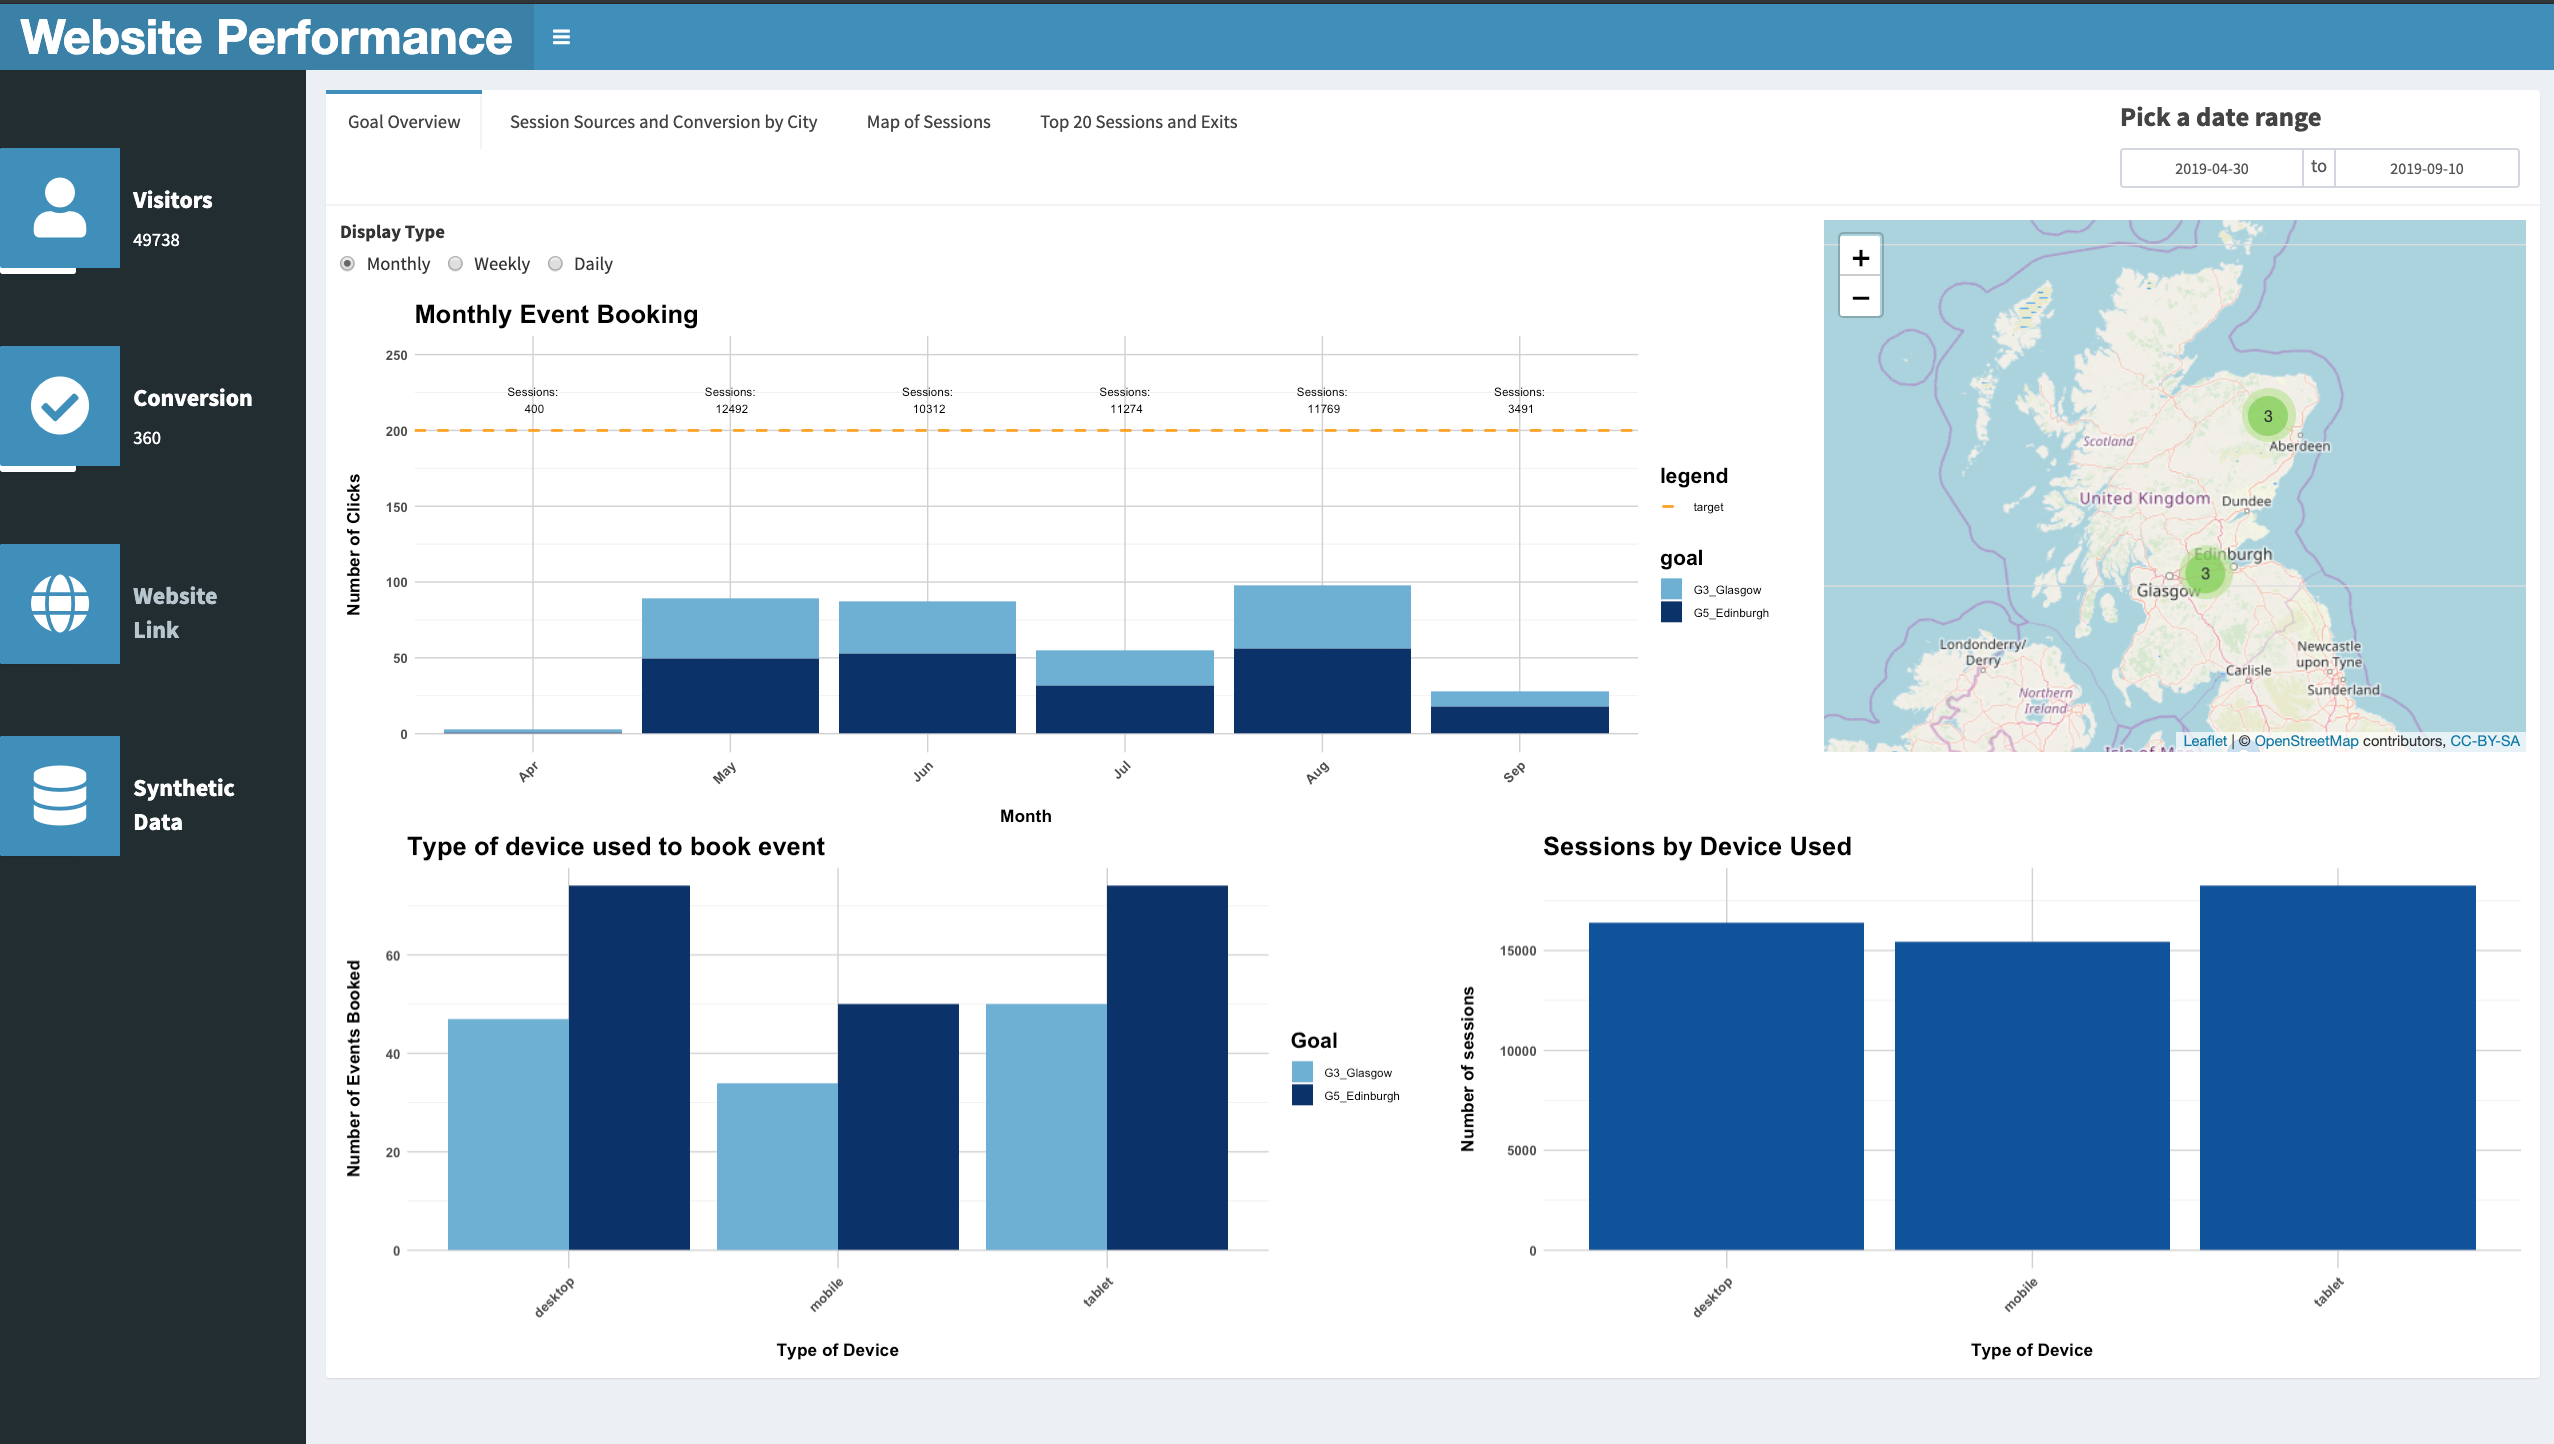 Website Performance
Visitors
49738
Conversion
360
Website
Link
Synthetic
Data
Goal Overview
Session Sources and Conversion by City
Map of Sessions
Top 20 Sessions and Exits
Pick a date range
2019-04-30 to 2019-09-10
Display Type
Monthly Weekly Daily
Monthly Event Booking
Number of Clicks
250
200
150
100
50
0
Sessions:
400
Sessions:
12492
Sessions:
10312
Sessions:
11274
Sessions:
11769
Sessions:
3491
Apr May Jun Jul Aug Sep
Month
legend
target
goal
G3_Glasgow
G5_Edinburgh
+
−
Scotland
3
Aberdeen
United Kingdom
Dundee
Edinburgh
3
Glasgow
Londonderry/
Derry
Northern
Ireland
Newcastle
upon Tyne
Carlisle
Sunderland
Leaflet | © OpenStreetMap contributors, CC-BY-SA
Type of device used to book event
Number of Events Booked
60
40
20
0
desktop mobile tablet
Type of Device
Goal
G3_Glasgow
G5_Edinburgh
Sessions by Device Used
Number of sessions
15000
10000
5000
0
desktop mobile tablet
Type of Device